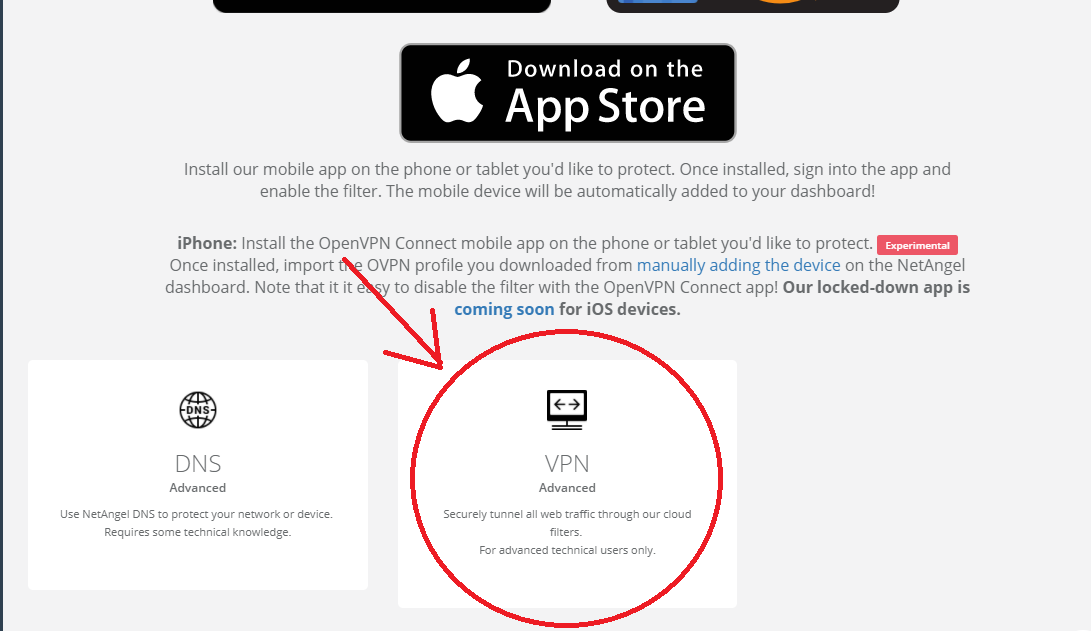 Download on the
App Store
Install our mobile app on the phone or tablet you'd like to protect. Once installed, sign into the app and
enable the filter. The mobile device will be automatically added to your dashboard!
iPhone: Install the OpenVPN Connect mobile app on the phone or tablet you'd like to protect. Experimental
Once installed, import the OVPN profile you downloaded from manually adding the device on the NetAngel
dashboard. Note that it it easy to disable the filter with the OpenVPN Connect app! Our locked-down app is
coming soon for iOS devices.
DNS
DNS
Advanced
Use NetAngel DNS to protect your network or device.
Requires some technical knowledge.
VPN
Advanced
Securely tunnel all web traffic through our cloud
filters.
For advanced technical users only.